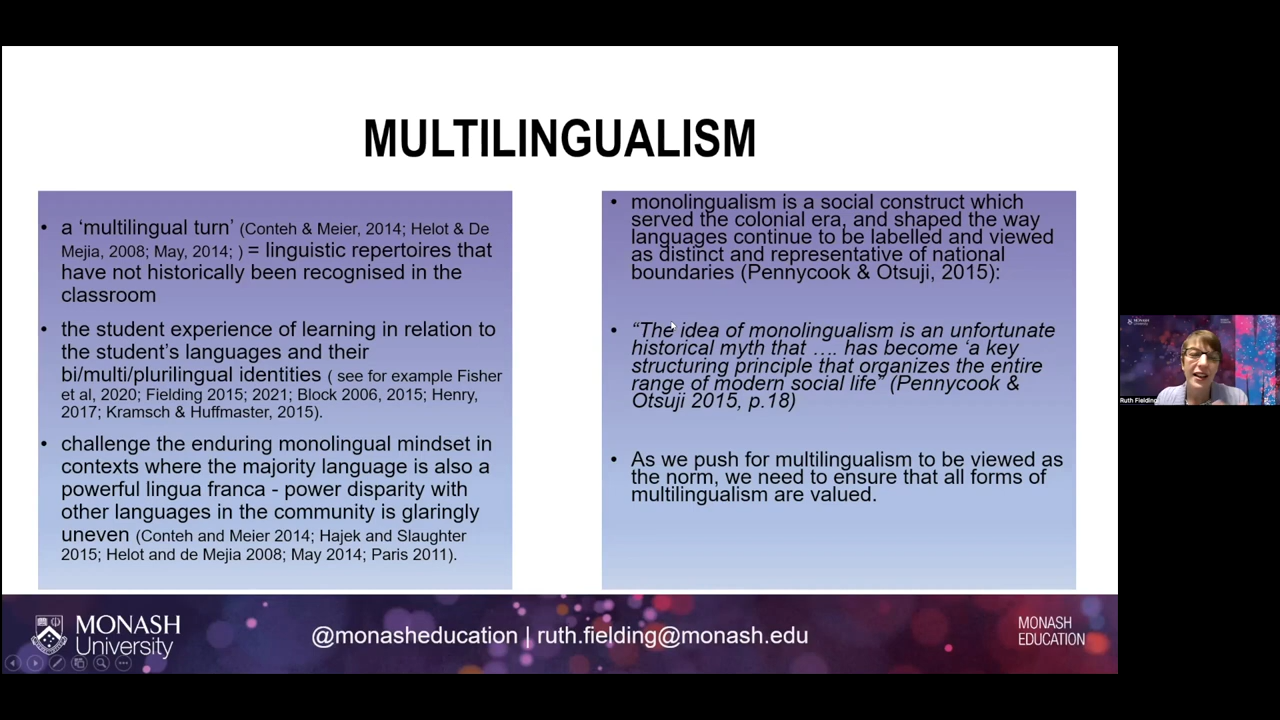 MULTILINGUALISM
• a ‘multilingual turn’ (Conteh & Meier, 2014; Helot & De
Mejia, 2008; May, 2014; ) = linguistic repertoires that
have not historically been recognised in the
classroom
• the student experience of learning in relation to
the student’s languages and their
bi/multi/plurilingual identities ( see for example Fisher
et al, 2020; Fielding 2015; 2021; Block 2006, 2015; Henry,
2017; Kramsch & Huffmaster, 2015).
• challenge the enduring monolingual mindset in
contexts where the majority language is also a
powerful lingua franca - power disparity with
other languages in the community is glaringly
uneven (Conteh and Meier 2014; Hajek and Slaughter
2015; Helot and de Mejia 2008; May 2014; Paris 2011).
• monolingualism is a social construct which
served the colonial era, and shaped the way
languages continue to be labelled and viewed
as distinct and representative of national
boundaries (Pennycook & Otsuji, 2015):
• “The idea of monolingualism is an unfortunate
historical myth that …. has become ‘a key
structuring principle that organizes the entire
range of modern social life” (Pennycook &
Otsuji 2015, p.18)
• As we push for multilingualism to be viewed as
the norm, we need to ensure that all forms of
multilingualism are valued.
MONASH
University
@monasheducation | ruth.fielding@monash.edu
MONASH
EDUCATION
Ruth Fielding